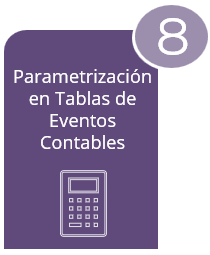 8
Parametrización
en Tablas de
Eventos
Contables